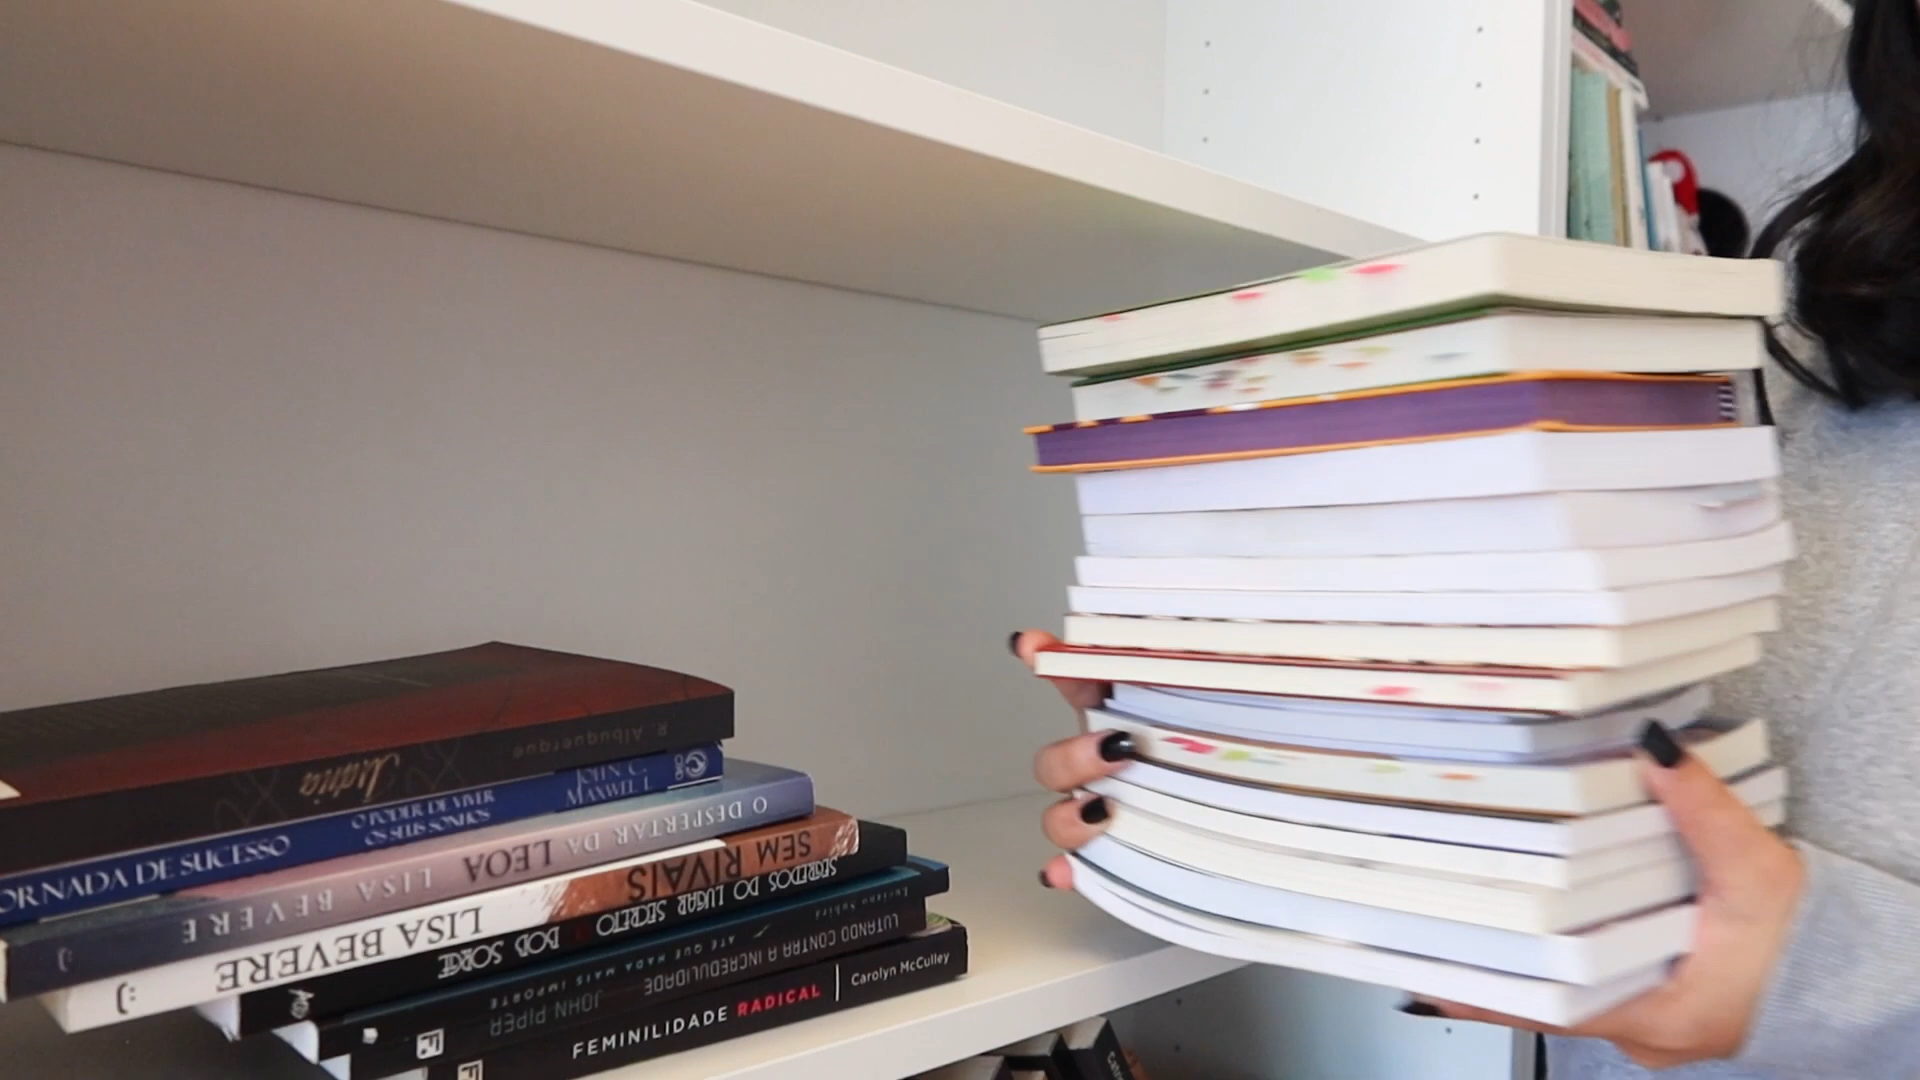 R. Albuquerque
JORNADA DE SUCESSO
O PODER DE VIVER
OS SEUS SONHOS
JOHN C.
MAXWELL
O DESPERTAR DA LEOA
LISA BEVERE
:)
SEM RIVAIS
LISA BEVERE
:)
SEGREDOS DO LUGAR SECRETO
BOB SORGE
ATÉ QUE NADA MAIS IMPORTE
Luciano Subirá
LUTANDO CONTRA A INCREDULIDADE
JOHN PIPER
FEMINILIDADE RADICAL
Carolyn McCulley